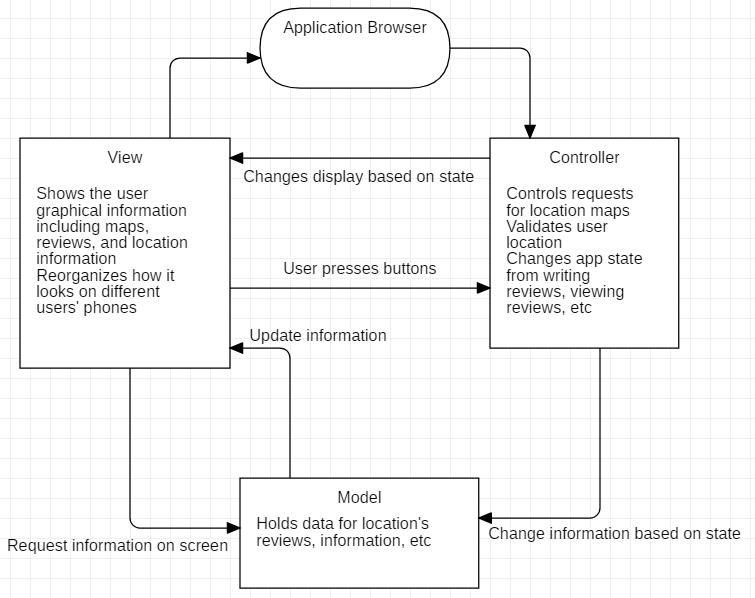 Application Browser
View
Shows the user
graphical information
including maps,
reviews, and location
information
Reorganizes how it
looks on different
users' phones
Changes display based on state
User presses buttons
Controller
Controls requests
for location maps
Validates user
location
Changes app state
from writing
reviews, viewing
reviews, etc
Update information
Model
Holds data for location's
reviews, information, etc
Request information on screen
Change information based on state